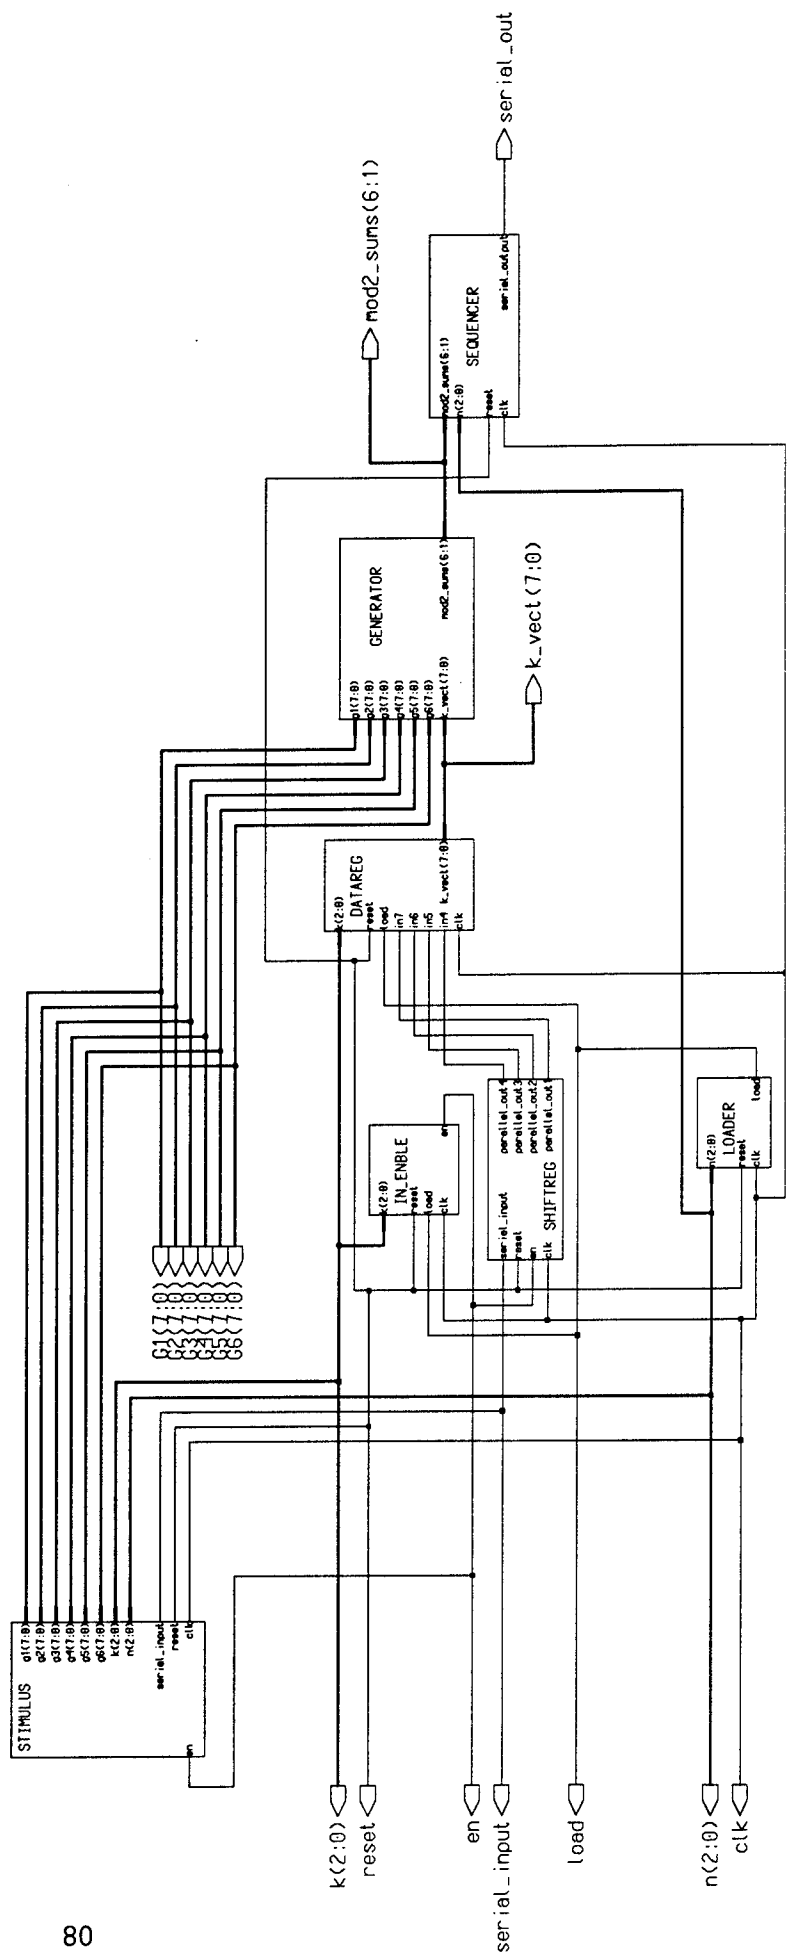 STIMULUS
g1(7:0)
g2(7:0)
g3(7:0)
g4(7:0)
g5(7:0)
g6(7:0)
k(2:0)
n(2:0)
serial_input
reset
clk
en
G1(7:0)
G2(7:0)
G3(7:0)
G4(7:0)
G5(7:0)
G6(7:0)
k(2:0)
reset
en
serial_input
load
n(2:0)
clk
IN_ENBLE
k(2:0)
reset
load
clk
en
SHIFTREG
serial_input
reset
en
clk
parallel_out4
parallel_out3
parallel_out2
parallel_out1
LOADER
n(2:0)
reset
clk
load
DATAREG
k(2:0)
reset
load
in7
in6
in5
in4
clk
k_vect(7:0)
k_vect(7:0)
GENERATOR
g1(7:0)
g2(7:0)
g3(7:0)
g4(7:0)
g5(7:0)
g6(7:0)
k_vect(7:0)
mod2_sums(6:1)
mod2_sums(6:1)
SEQUENCER
mod2_sums(6:1)
n(2:0)
reset
clk
serial_output
serial_out
80